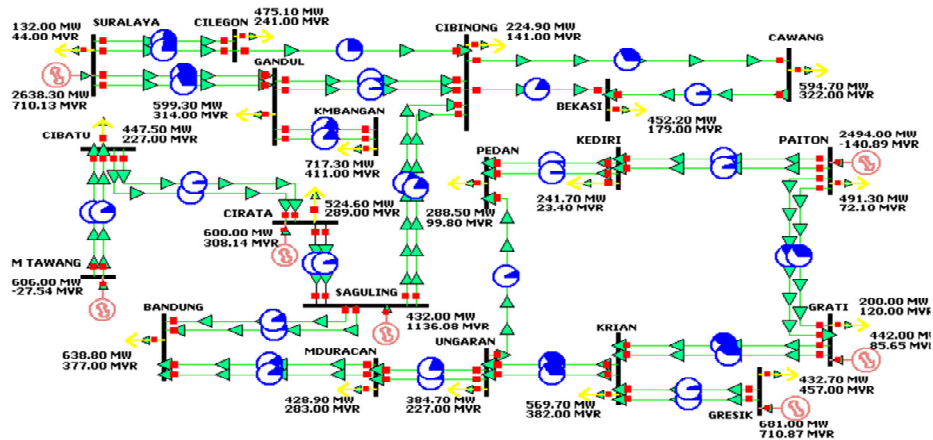 132.00 MW
44.00 MVR
SURALAYA
CILEGON
475.10 MW
241.00 MVR
CIBINONG
224.90 MW
141.00 MVR
CAWANG
GANDUL
2638.30 MW
710.13 MVR
599.30 MW
314.00 MVR
KMBANGAN
BEKASI
594.70 MW
322.00 MVR
452.20 MW
179.00 MVR
CIBATU
447.50 MW
227.00 MVR
717.30 MW
411.00 MVR
PEDAN
KEDIRI
PAITON
2494.00 MW
-140.89 MVR
CIRATA
524.60 MW
289.00 MVR
288.50 MW
99.80 MVR
241.70 MW
23.40 MVR
491.30 MW
72.10 MVR
600.00 MW
308.14 MVR
M TAWANG
606.00 MW
-27.54 MVR
BANDUNG
SAGULING
432.00 MW
1136.08 MVR
GRATI
200.00 MW
120.00 MVR
638.80 MW
377.00 MVR
MDURACAN
UNGARAN
KRIAN
442.00 MW
85.65 MVR
428.90 MW
283.00 MVR
384.70 MW
227.00 MVR
569.70 MW
382.00 MVR
GRESIK
432.70 MW
457.00 MVR
681.00 MW
710.87 MVR